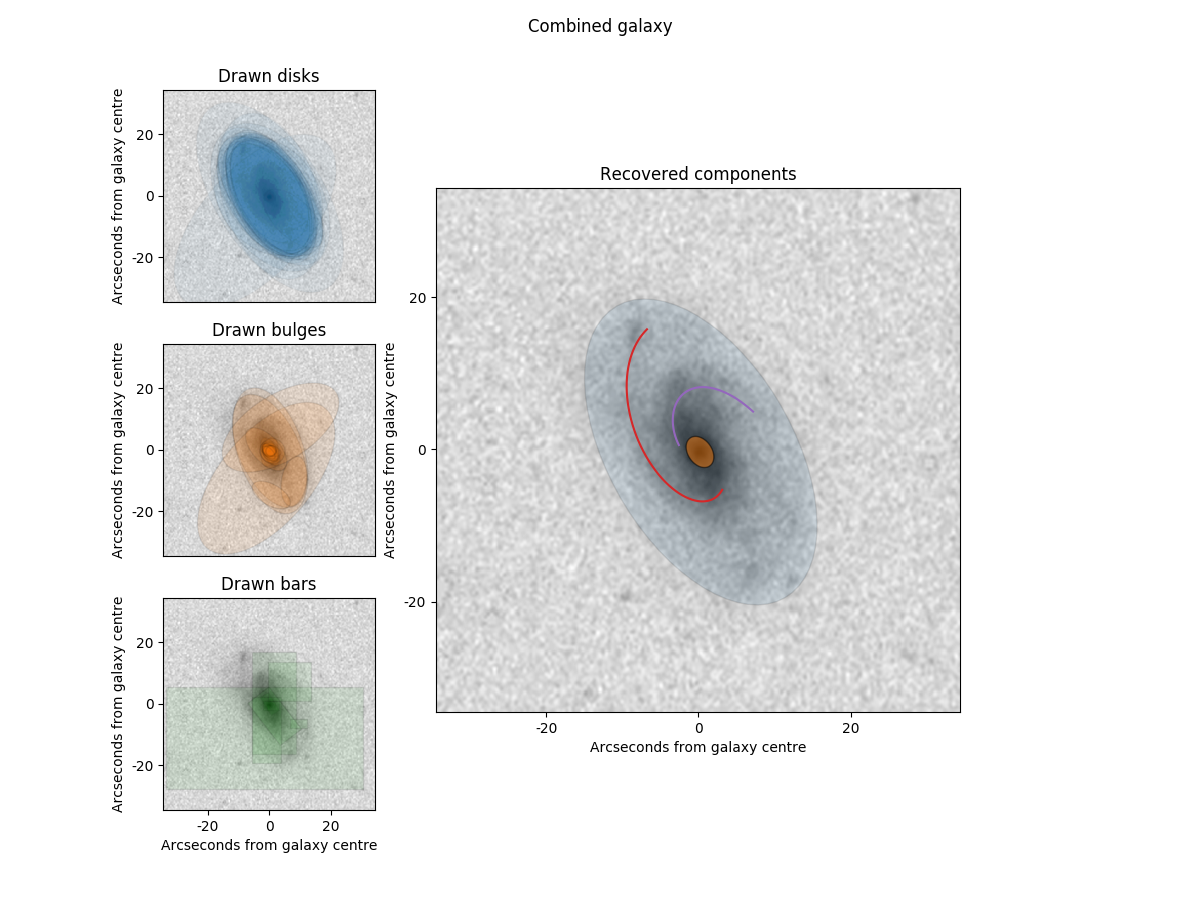 Combined galaxy
Drawn disks
Arcseconds from galaxy centre
20
0
-20
Drawn bulges
Arcseconds from galaxy centre
20
0
-20
Drawn bars
Arcseconds from galaxy centre
20
0
-20
-20 0 20
Arcseconds from galaxy centre
Recovered components
Arcseconds from galaxy centre
20
0
-20
-20 0 20
Arcseconds from galaxy centre